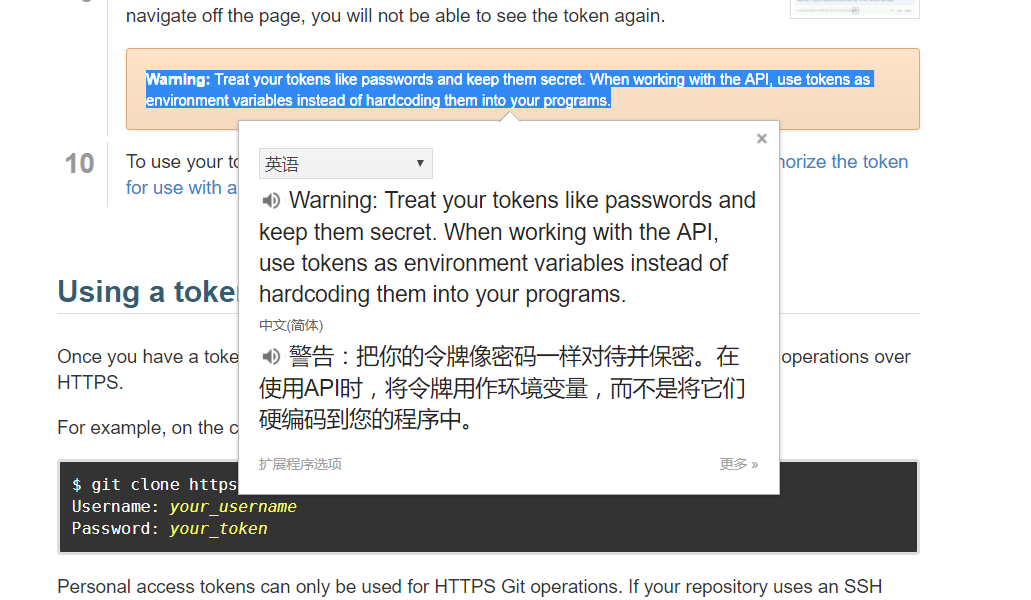 navigate off the page, you will not be able to see the token again.
Warning: Treat your tokens like passwords and keep them secret. When working with the API, use tokens as
environment variables instead of hardcoding them into your programs.
10
To use your to
horize the token
for use with a
×
英语
Warning: Treat your tokens like passwords and
keep them secret. When working with the API,
use tokens as environment variables instead of
hardcoding them into your programs.
中文(简体)
警告：把你的令牌像密码一样对待并保密。在
使用API时，将令牌用作环境变量，而不是将它们
硬编码到您的程序中。
扩展程序选项
更多 »
Using a toke
Once you have a toke
operations over
HTTPS.
For example, on the c
$ git clone https
Username: your_username
Password: your_token
Personal access tokens can only be used for HTTPS Git operations. If your repository uses an SSH